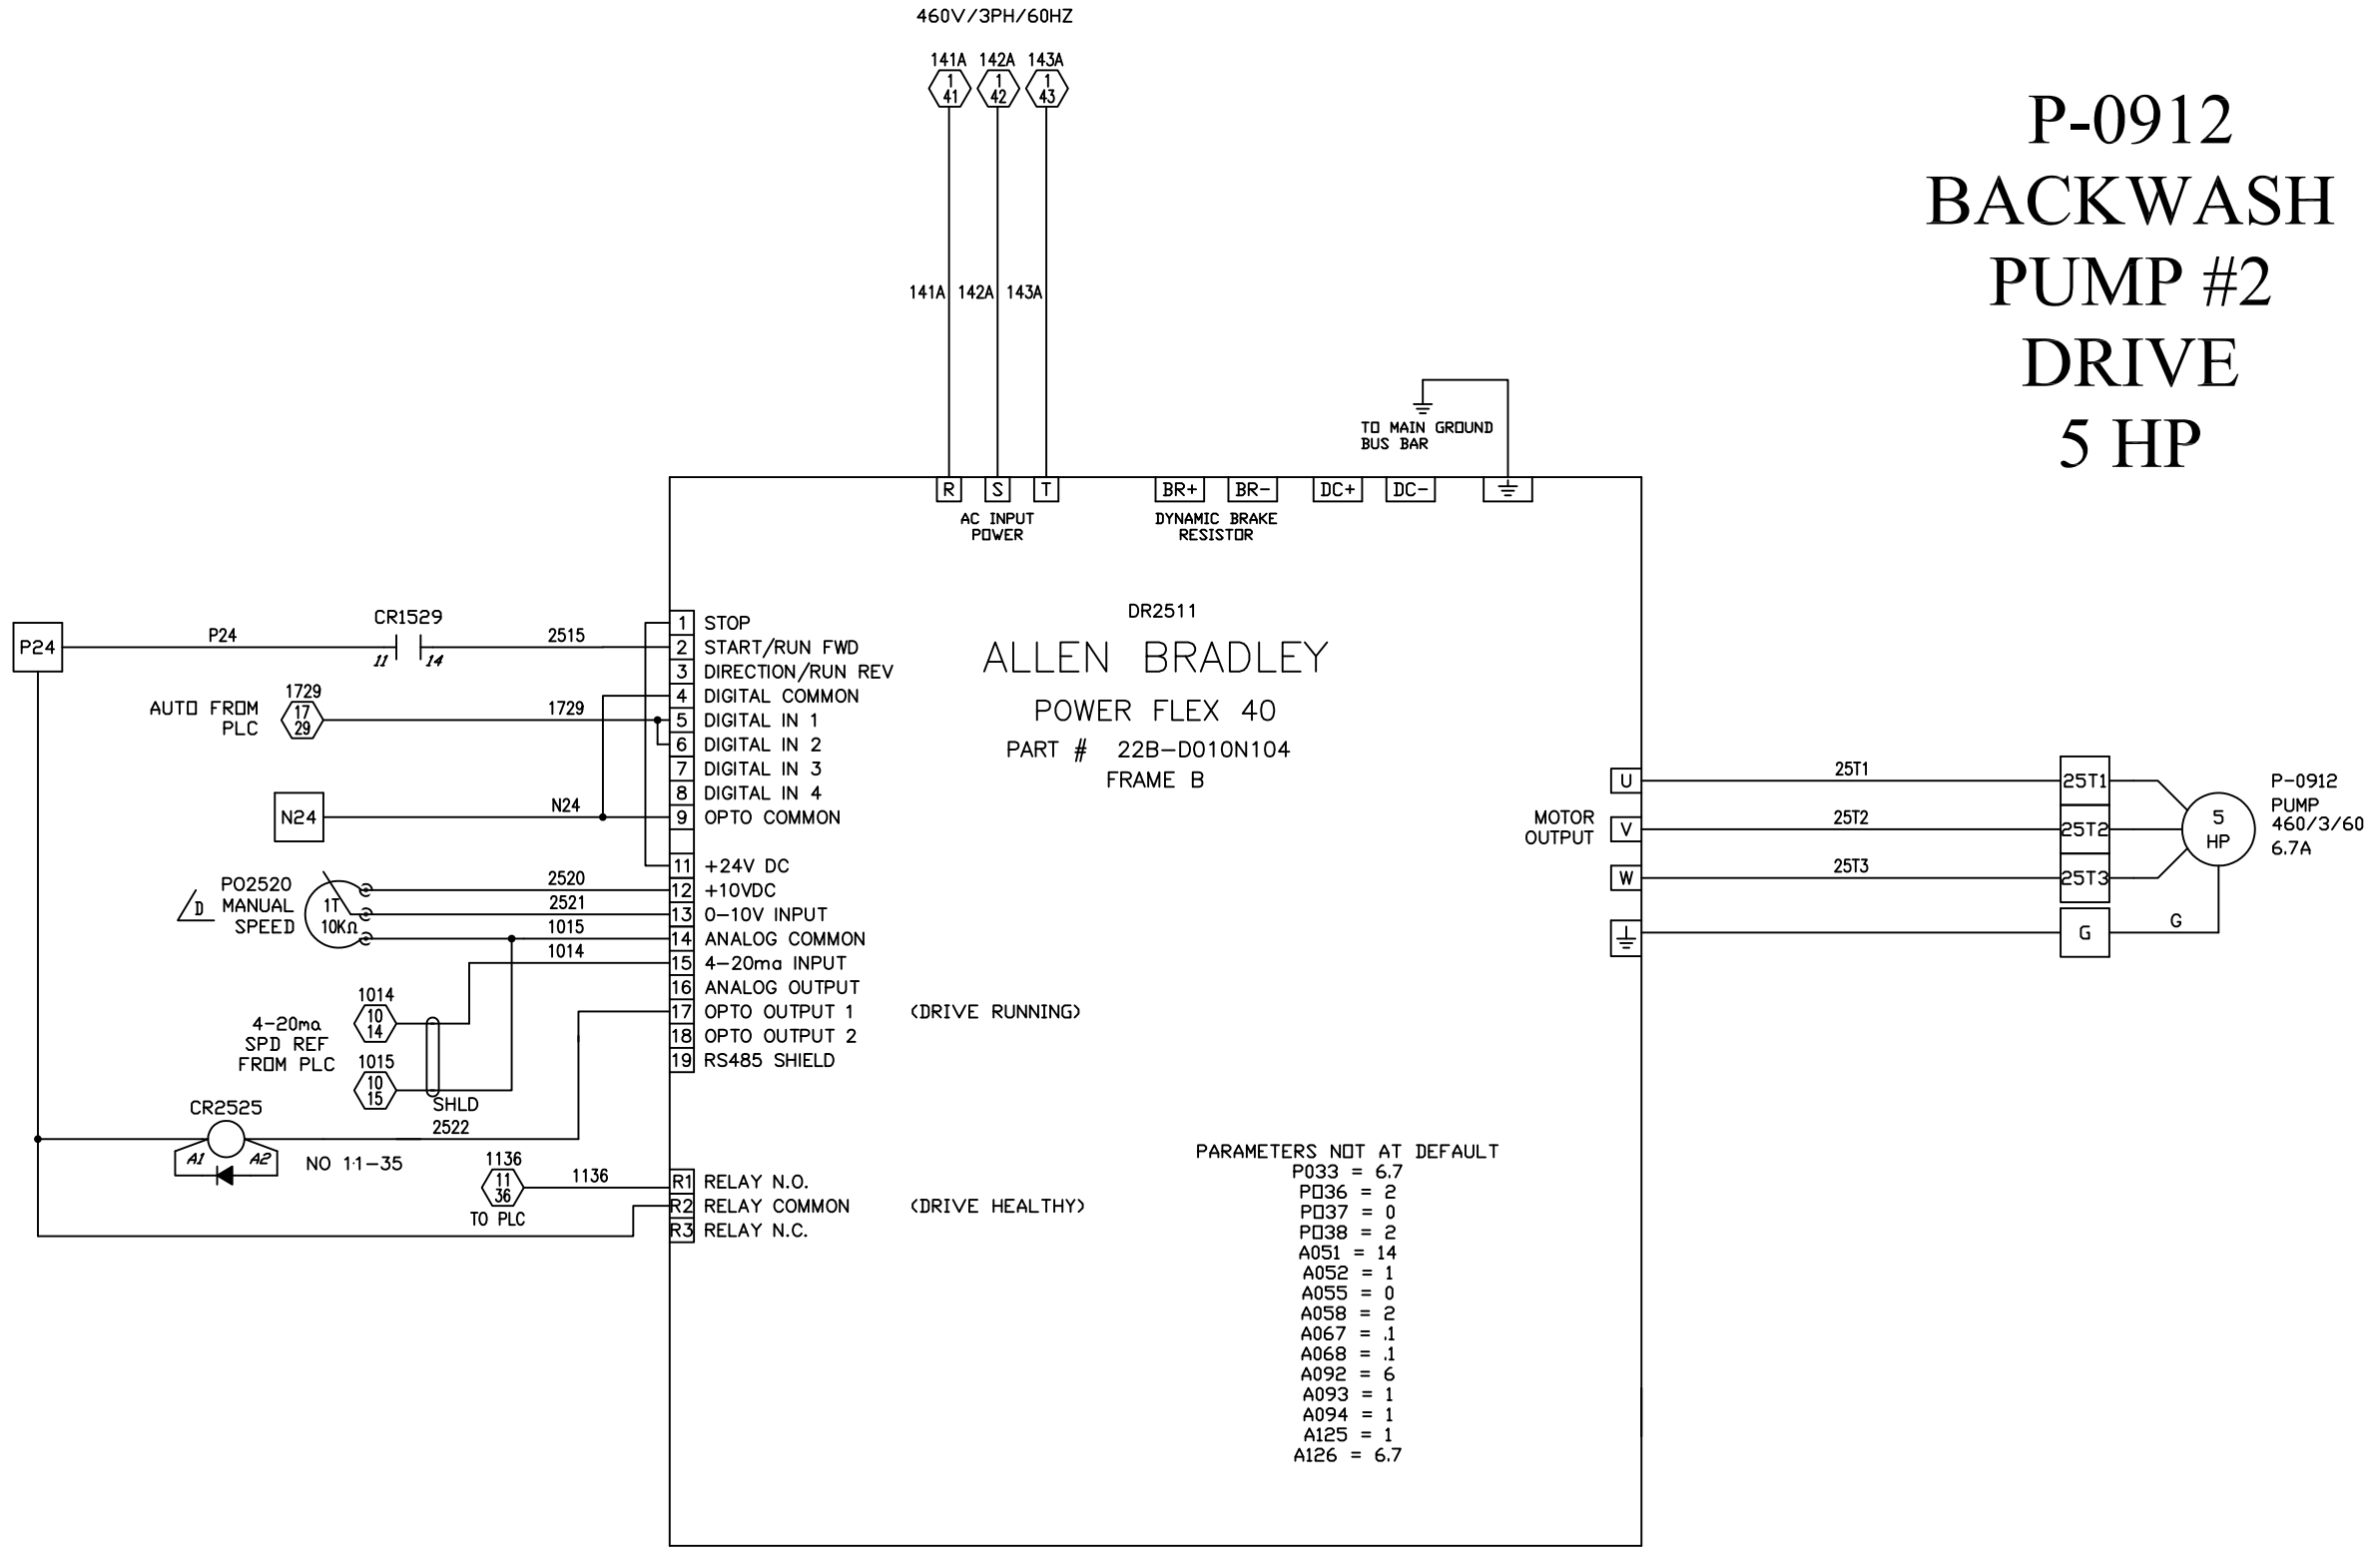 460V/3PH/60HZ
141A 142A 143A
1 1 1
41 42 43
141A 142A 143A
P-0912
BACKWASH
PUMP #2
DRIVE
5 HP
TO MAIN GROUND
BUS BAR
R S T BR+ BR- DC+ DC-
AC INPUT
POWER
DYNAMIC BRAKE
RESISTOR
DR2511
ALLEN BRADLEY
POWER FLEX 40
PART # 22B-D010N104
FRAME B
P24
P24
CR1529
11 14
2515
1 STOP
2 START/RUN FWD
3 DIRECTION/RUN REV
4 DIGITAL COMMON
5 DIGITAL IN 1
6 DIGITAL IN 2
7 DIGITAL IN 3
8 DIGITAL IN 4
9 OPTO COMMON
11 +24V DC
12 +10VDC
13 0-10V INPUT
14 ANALOG COMMON
15 4-20ma INPUT
16 ANALOG OUTPUT
17 OPTO OUTPUT 1 (DRIVE RUNNING)
18 OPTO OUTPUT 2
19 RS485 SHIELD
R1 RELAY N.O.
R2 RELAY COMMON (DRIVE HEALTHY)
R3 RELAY N.C.
AUTO FROM
PLC
1729
17
29
1729
N24
N24
D
PO2520
MANUAL
SPEED
1T
10KΩ
2520
2521
1015
1014
4-20ma
SPD REF
FROM PLC
1014
10
14
1015
10
15
SHLD
2522
CR2525
A1 A2
NO 1·1-35
1136
11
36
TO PLC
1136
MOTOR
OUTPUT
U
V
W
25T1
25T2
25T3
25T1
25T2
25T3
G
G
5
HP
P-0912
PUMP
460/3/60
6.7A
PARAMETERS NOT AT DEFAULT
P033 = 6.7
P036 = 2
P037 = 0
P038 = 2
A051 = 14
A052 = 1
A055 = 0
A058 = 2
A067 = .1
A068 = .1
A092 = 6
A093 = 1
A094 = 1
A125 = 1
A126 = 6.7